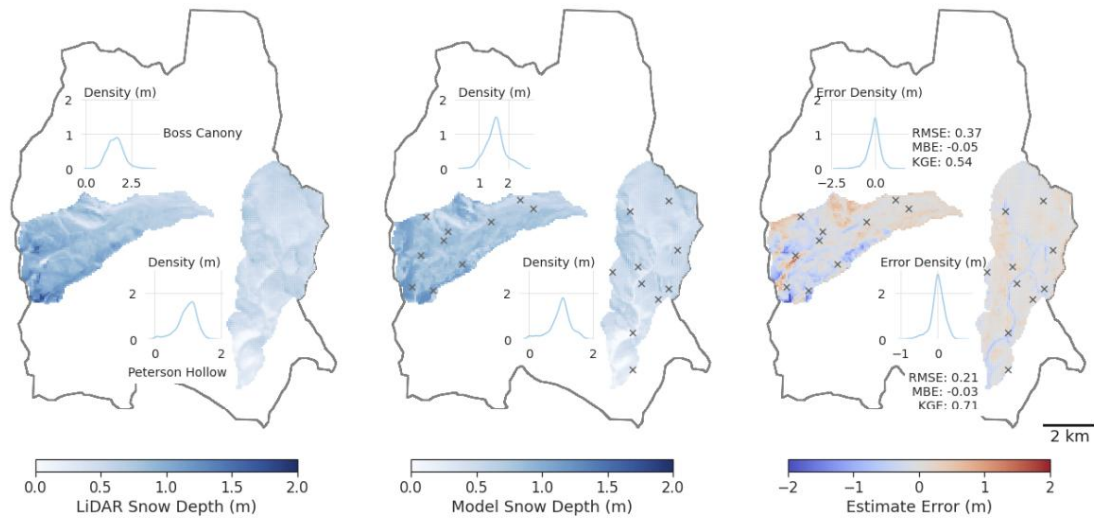 Density (m)
2
1
0
0.0 2.5
Boss Canony
Density (m)
2
0
0 2
Peterson Hollow
0.0 0.5 1.0 1.5 2.0
LiDAR Snow Depth (m)
Density (m)
2
1
0
1 2
Density (m)
2
0
0 2
0.0 0.5 1.0 1.5 2.0
Model Snow Depth (m)
Error Density (m)
2
1
0
−2.5 0.0
RMSE: 0.37
MBE: -0.05
KGE: 0.54
Error Density (m)
2
0
−1 0
RMSE: 0.21
MBE: -0.03
KGE: 0.71
2 km
−2 −1 0 1 2
Estimate Error (m)